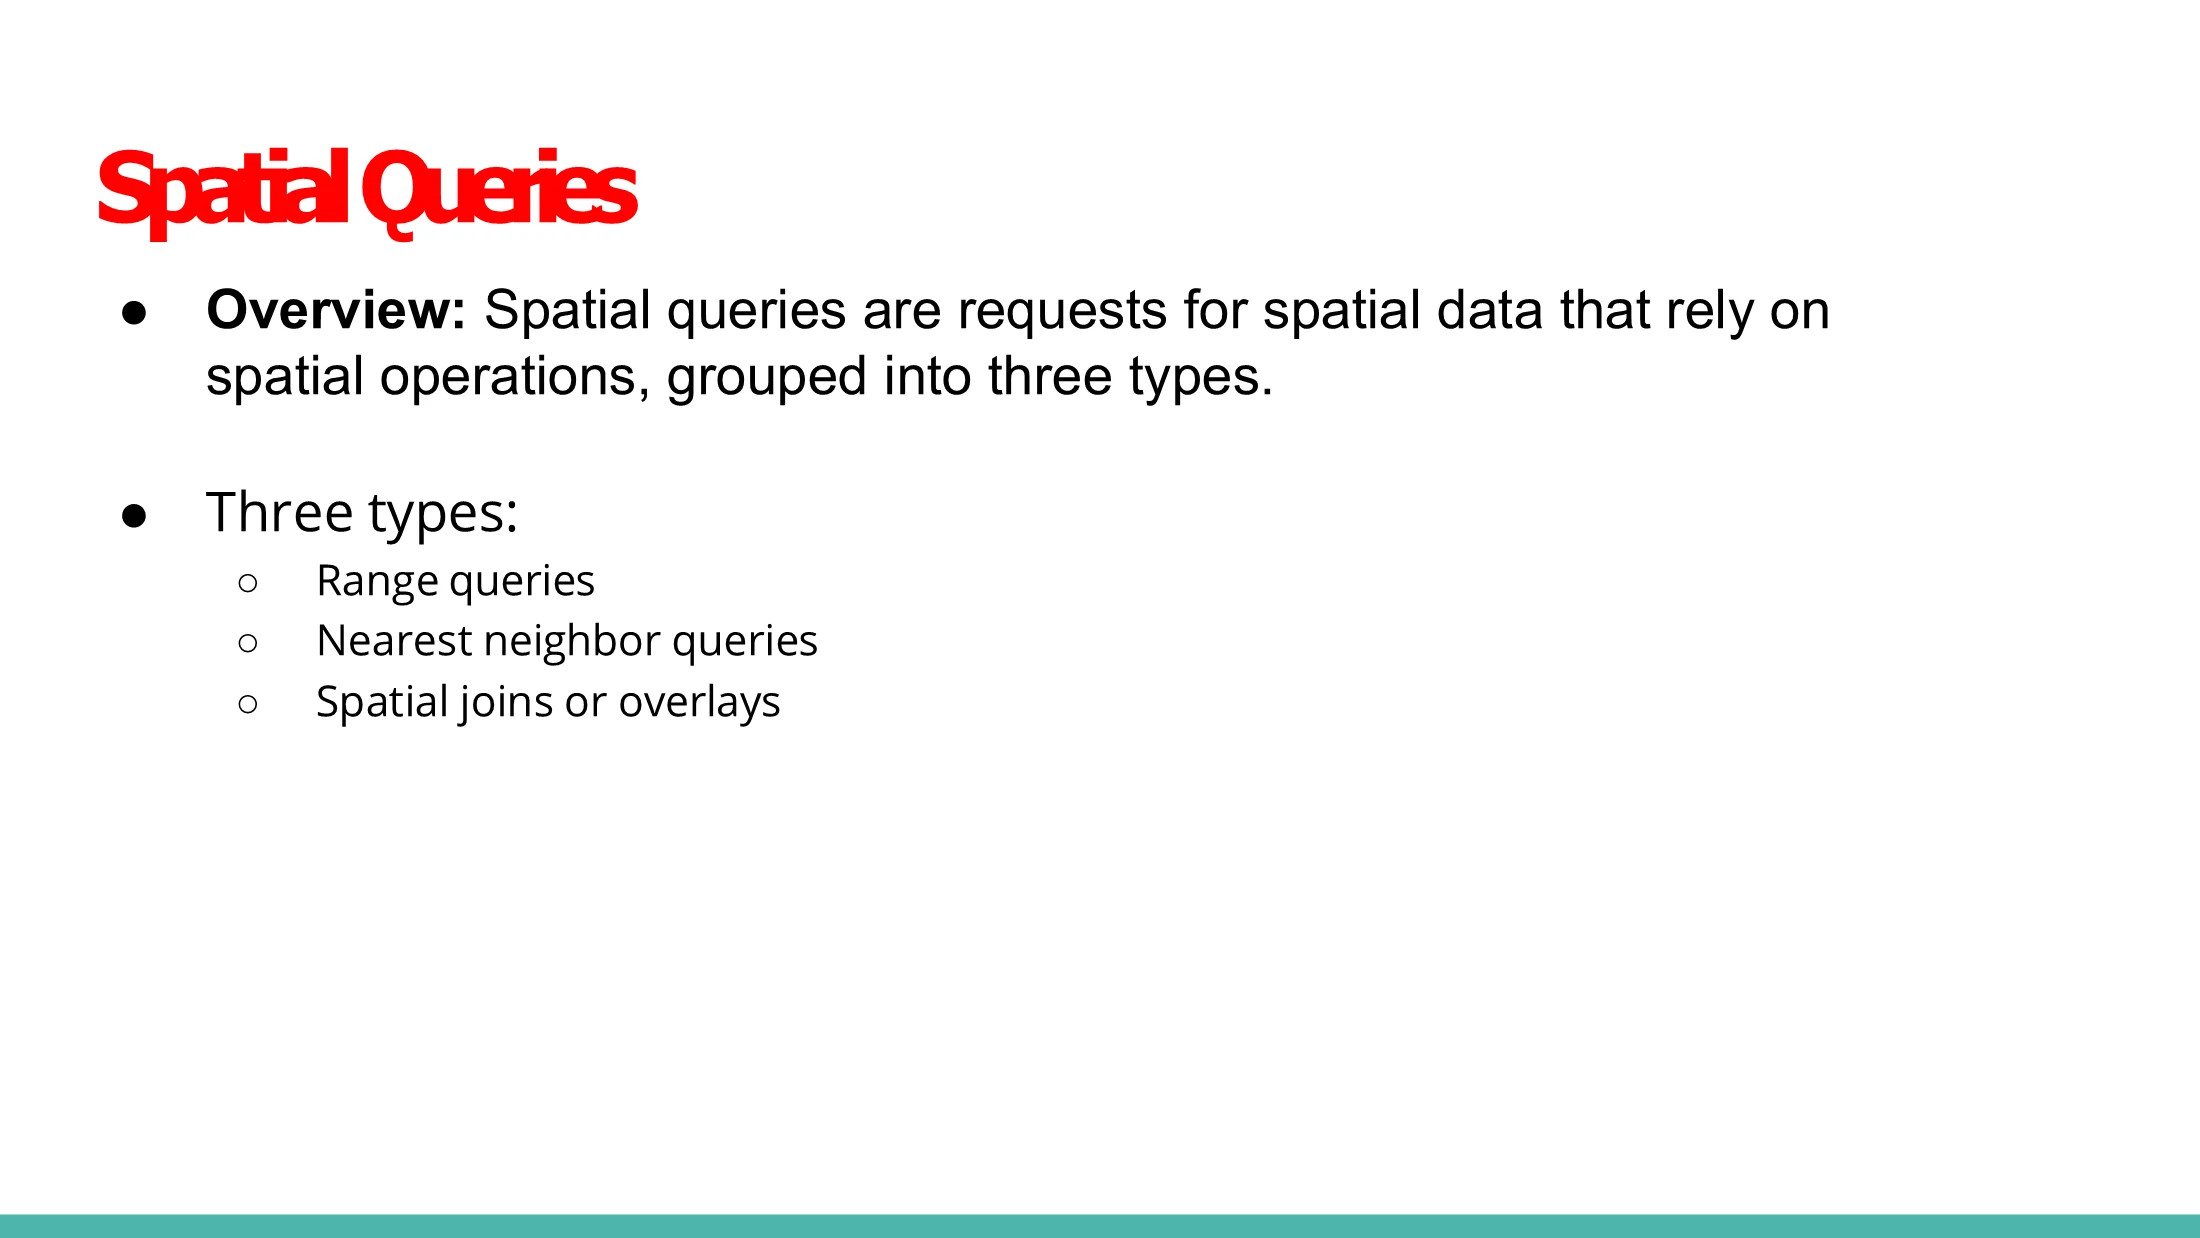 Spatial Queries
● Overview: Spatial queries are requests for spatial data that rely on
spatial operations, grouped into three types.
● Three types:
○ Range queries
○ Nearest neighbor queries
○ Spatial joins or overlays